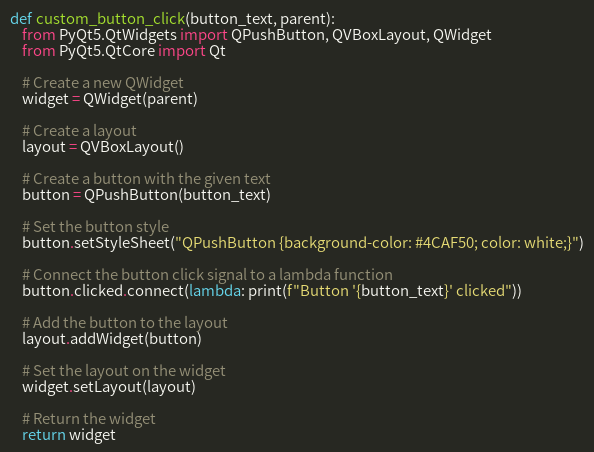 def custom_button_click(button_text, parent):
from PyQt5.QtWidgets import QPushButton, QVBoxLayout, QWidget
from PyQt5.QtCore import Qt
# Create a new QWidget
widget = QWidget(parent)
# Create a layout
layout = QVBoxLayout()
# Create a button with the given text
button = QPushButton(button_text)
# Set the button style
button.setStyleSheet("QPushButton {background-color: #4CAF50; color: white;}")
# Connect the button click signal to a lambda function
button.clicked.connect(lambda: print(f"Button '{button_text}' clicked"))
# Add the button to the layout
layout.addWidget(button)
# Set the layout on the widget
widget.setLayout(layout)
# Return the widget
return widget